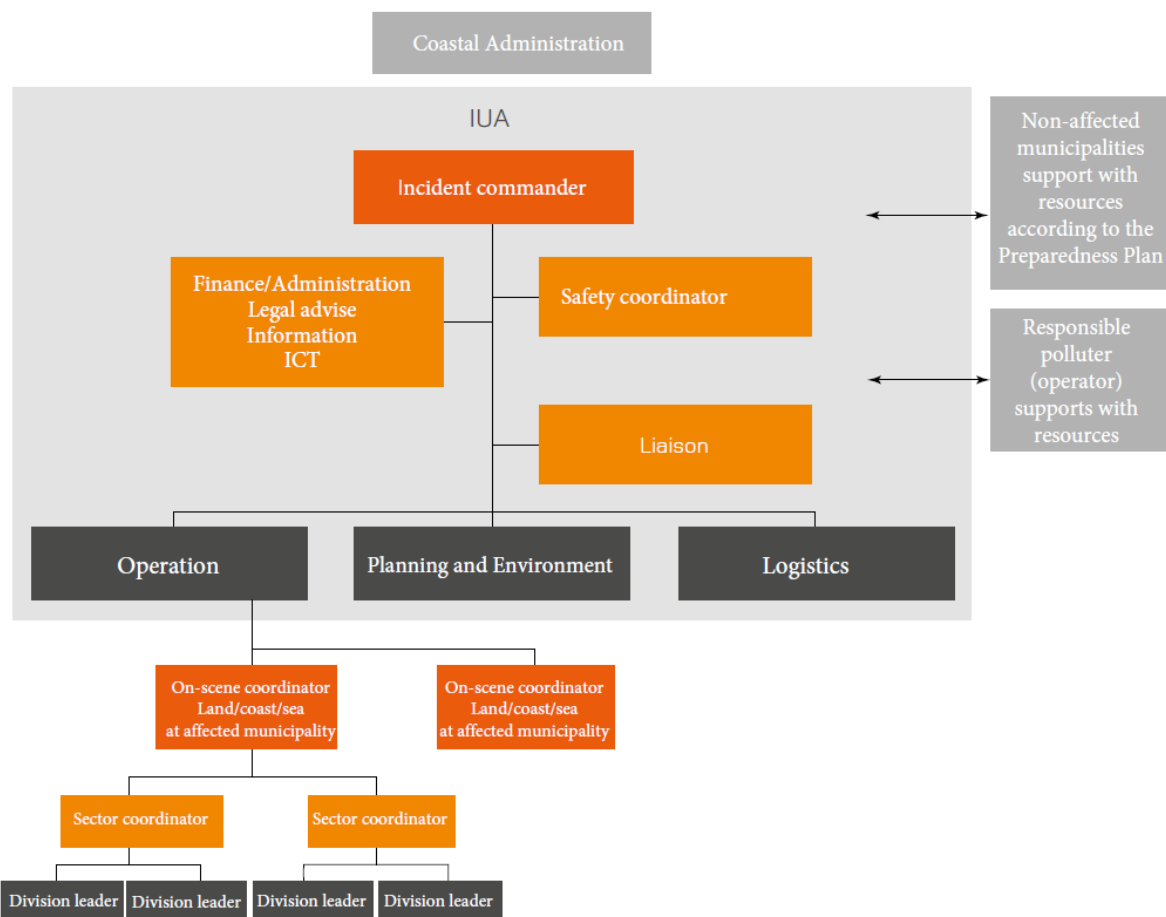 Coastal Administration
IUA
Incident commander
Finance/Administration
Legal advise
Information
ICT
Safety coordinator
Liaison
Non-affected
municipalities
support with
resources
according to the
Preparedness Plan
Responsible
polluter
(operator)
supports with
resources
Operation
Planning and Environment
Logistics
On-scene coordinator
Land/coast/sea
at affected municipality
On-scene coordinator
Land/coast/sea
at affected municipality
Sector coordinator
Sector coordinator
Division leader
Division leader
Division leader
Division leader